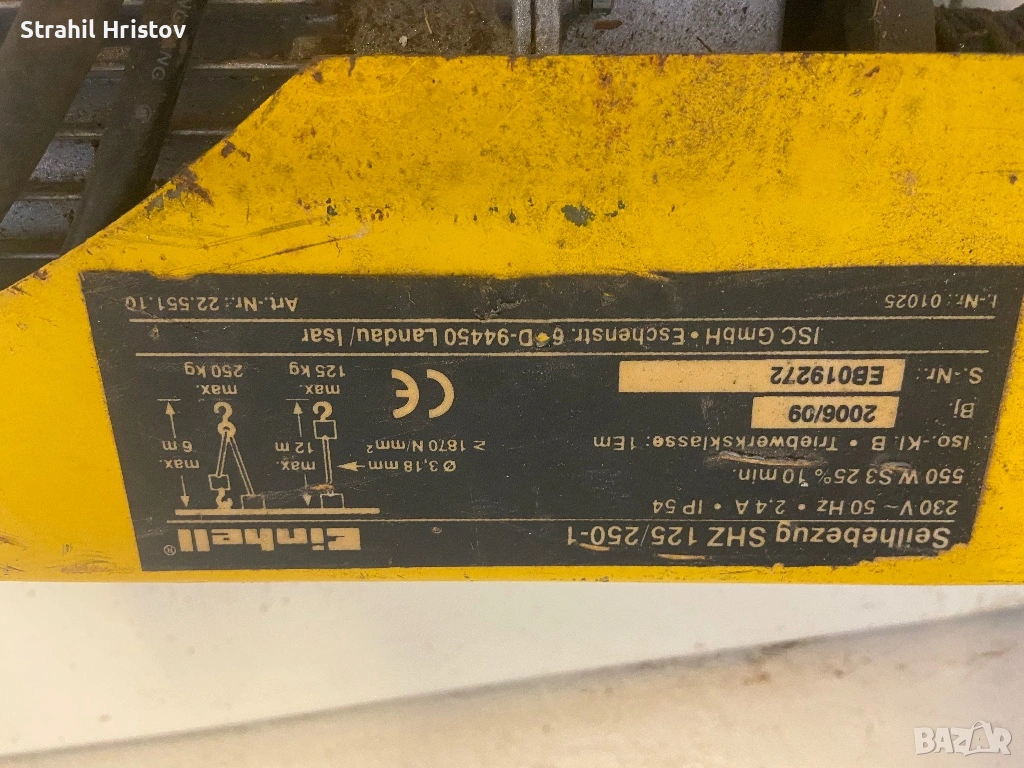 Strahil Hristov
Seilhebezug SHZ 125/250-1
230 V ~ 50 Hz • 2,4 A • IP 54
550 W S3 25% 10 min.
Iso.-Kl. B • Triebwerksklasse: 1Em
Bj. 2006/09
S.-Nr.: EB019272
Einhell®
Ø 3,18 mm
≥ 1870 N/mm²
max.
12 m
max.
6 m
max.
125 kg
max.
250 kg
CE
ISC GmbH • Eschenstr. 6 • D-94450 Landau/Isar
I.-Nr.: 01025
Art.-Nr.: 22.551.10
BAZAR